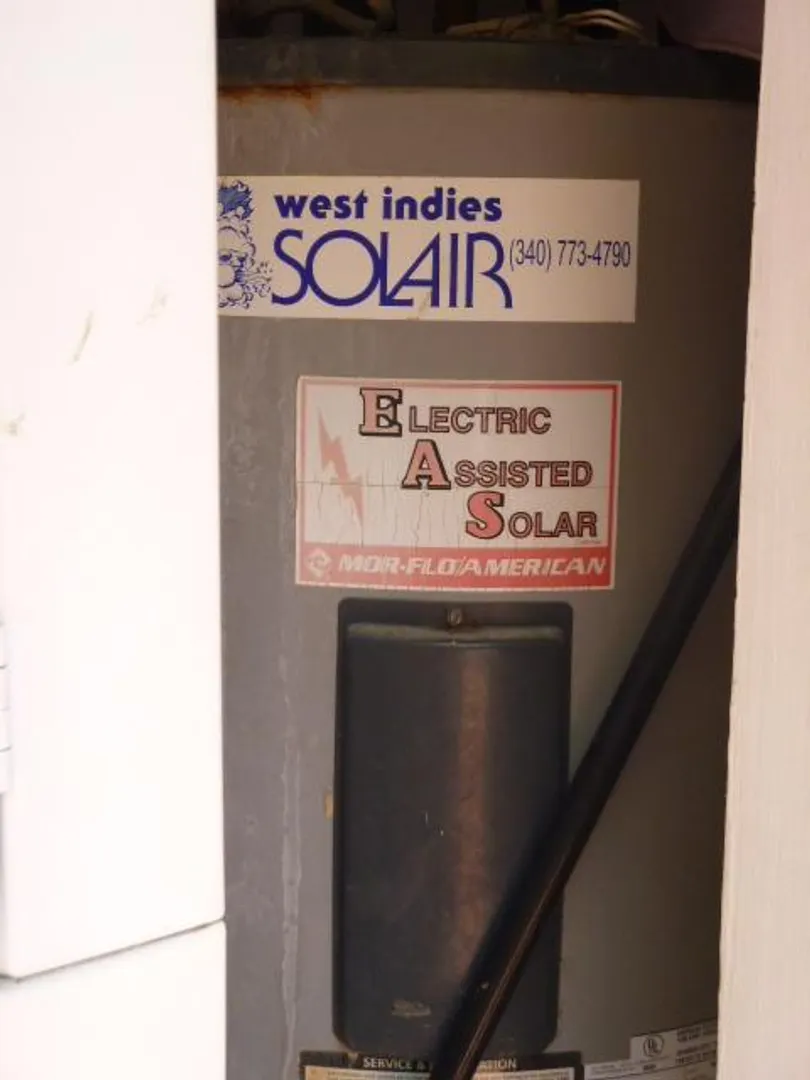 west indies
SOLAIR (340) 773-4790
ELECTRIC
ASSISTED
SOLAR
MOR-FLO/AMERICAN
SERVICE &